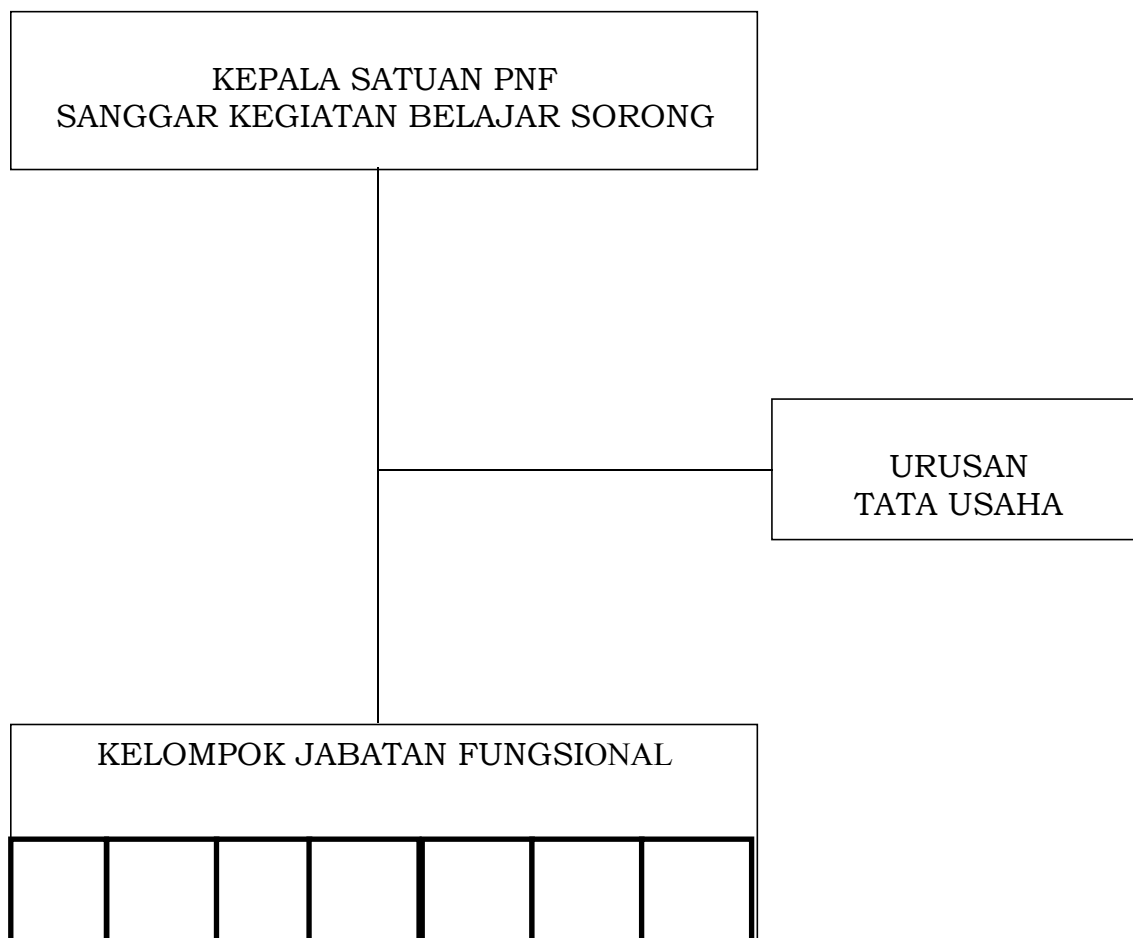 KEPALA SATUAN PNF
SANGGAR KEGIATAN BELAJAR SORONG
URUSAN
TATA USAHA
KELOMPOK JABATAN FUNGSIONAL